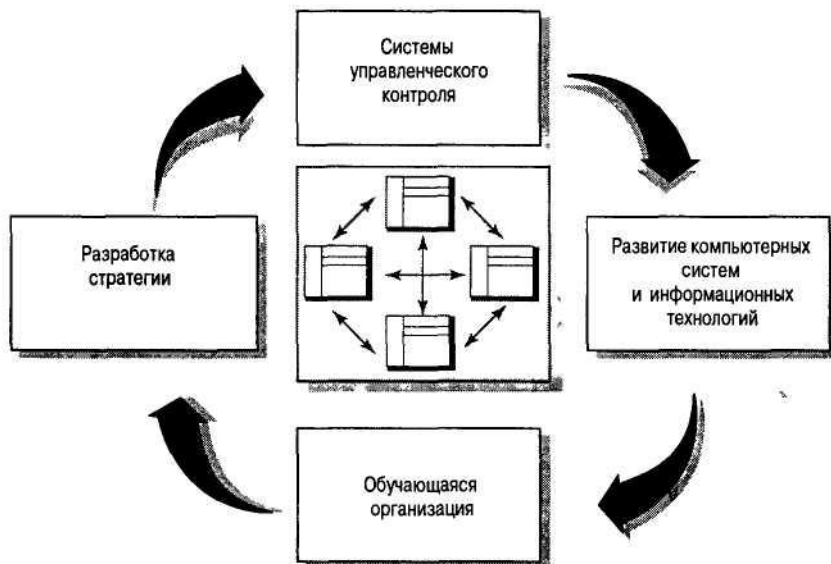 Системы
управленческого
контроля
Разработка
стратегии
Развитие компьютерных
систем
и информационных
технологий
Обучающаяся
организация